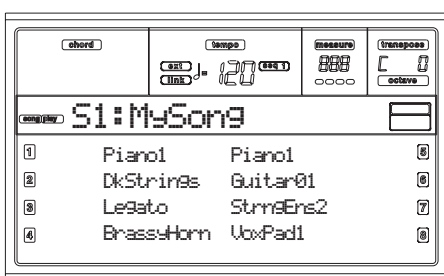 chord tempo measure transpose
ext link ♩= 120 seq 1 888 C 0
octave
song play S1:MySong
1 Piano1 Piano1 5
2 DkStrings Guitar01 6
3 Legato StrngEns2 7
4 BrassyHorn VoxPad1 8